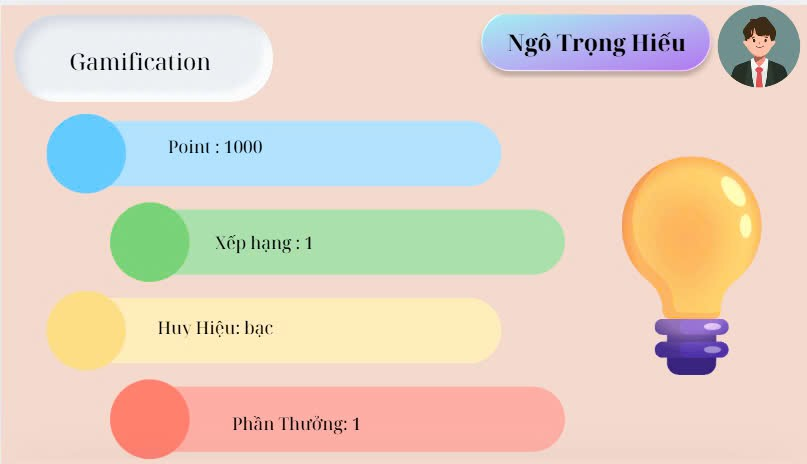 Gamification
Ngô Trọng Hiếu
Point : 1000
Xếp hạng : 1
Huy Hiệu: bạc
Phần Thưởng: 1